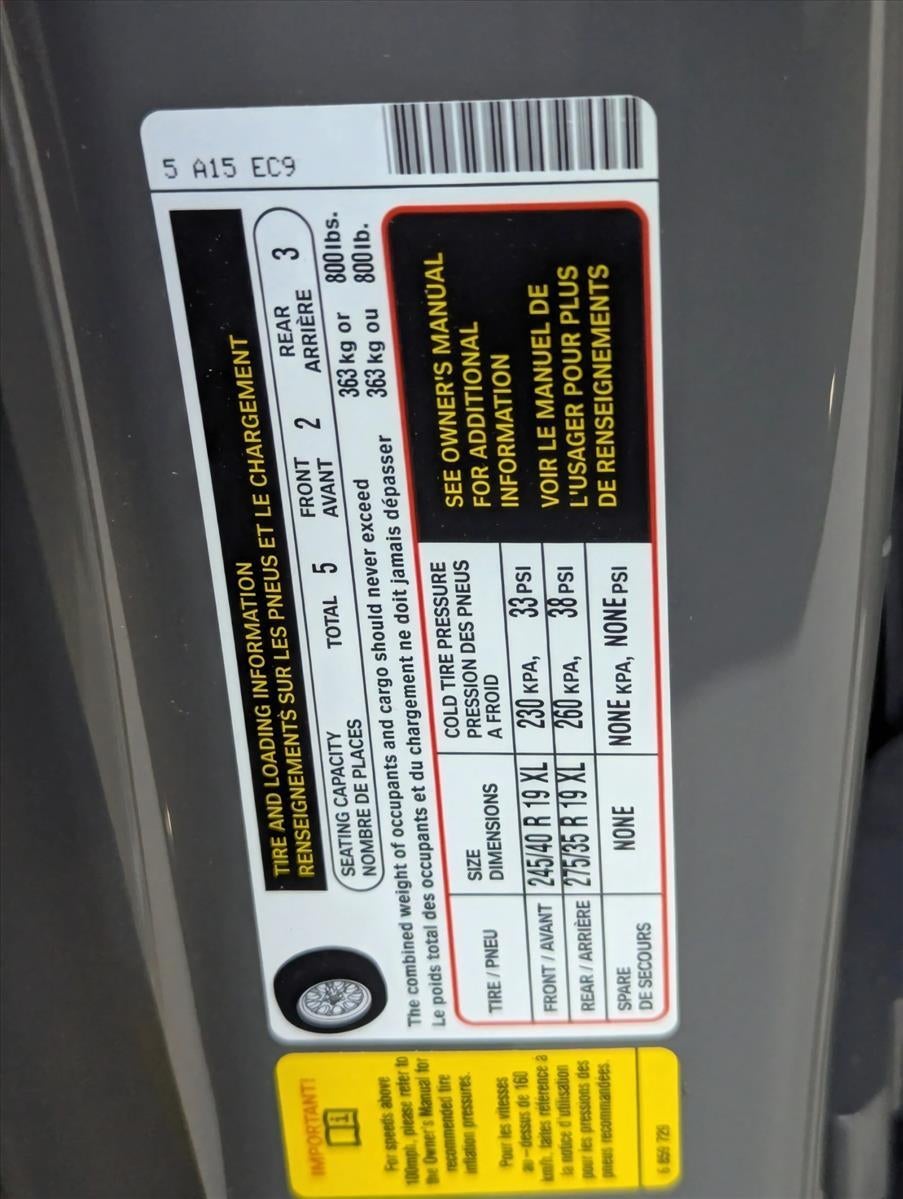 5 A15 EC9
TIRE AND LOADING INFORMATION
RENSEIGNEMENTS SUR LES PNEUS ET LE CHARGEMENT
SEATING CAPACITY
NOMBRE DE PLACES
TOTAL 5
FRONT
AVANT 2
REAR
ARRIÈRE 3
The combined weight of occupants and cargo should never exceed 363 kg or 800 lbs.
Le poids total des occupants et du chargement ne doit jamais dépasser 363 kg ou 800 lb.
TIRE / PNEU
SIZE
DIMENSIONS
COLD TIRE PRESSURE
PRESSION DES PNEUS
A FROID
FRONT / AVANT 245/40 R 19 XL 230 KPA, 33 PSI
REAR / ARRIÈRE 275/35 R 19 XL 260 KPA, 38 PSI
SPARE
DE SECOURS
NONE NONE KPA, NONE PSI
SEE OWNER'S MANUAL
FOR ADDITIONAL
INFORMATION
VOIR LE MANUEL DE
L'USAGER POUR PLUS
DE RENSEIGNEMENTS
IMPORTANT!
For speeds above
100mph, please refer to
the Owner's Manual for
recommended tire
inflation pressures.
Pour les vitesses
au-dessus de 160
km/h, faites référence à
la notice d'utilisation
pour les pressions des
pneus recommandées.
6 859 729